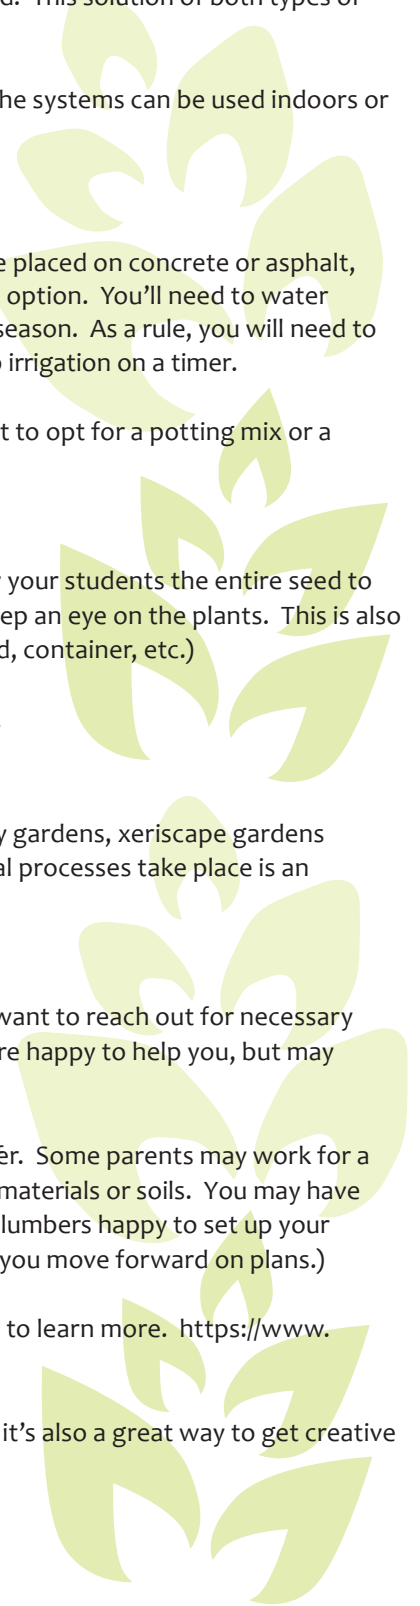 This solution of both types of
he systems can be used indoors or
e placed on concrete or asphalt,
option. You'll need to water
season. As a rule, you will need to
irrigation on a timer.
t to opt for a potting mix or a
your students the entire seed to
ep an eye on the plants. This is also
d, container, etc.)
y gardens, xeriscape gardens
al processes take place is an
want to reach out for necessary
re happy to help you, but may
er. Some parents may work for a
materials or soils. You may have
lumbers happy to set up your
you move forward on plans.)
to learn more. https://www.
it's also a great way to get creative